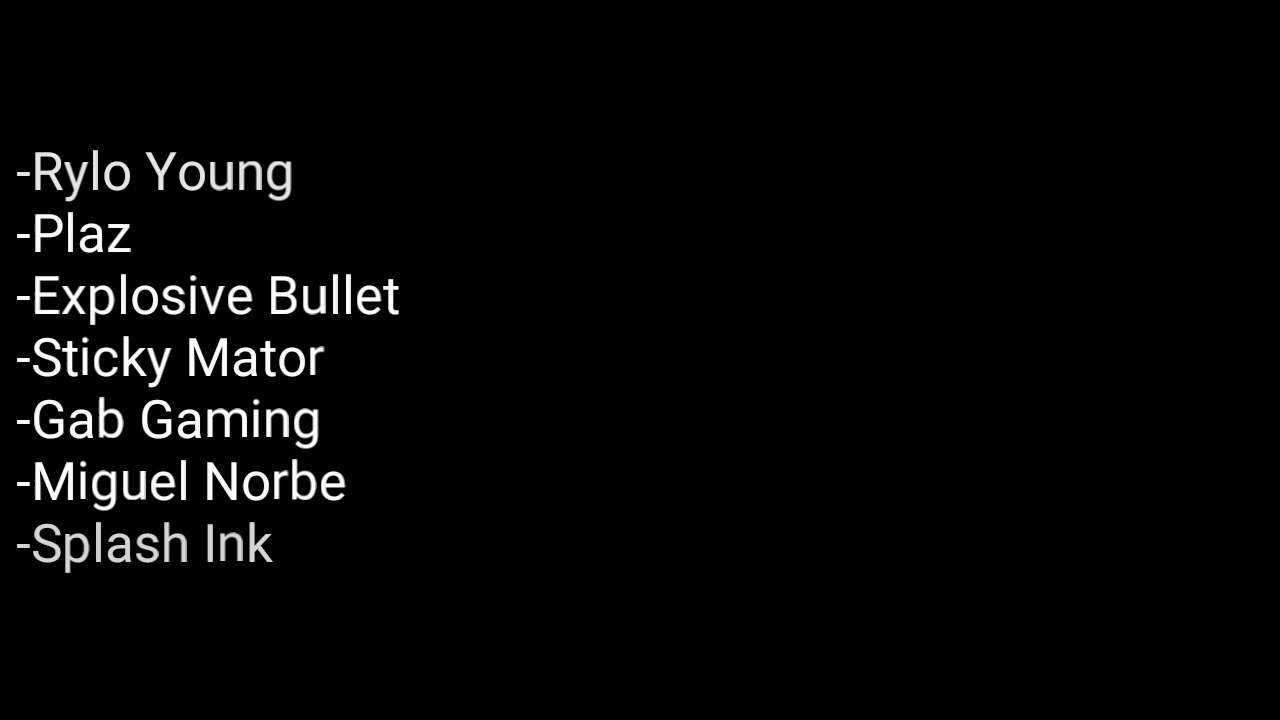 -Rylo Young
-Plaz
-Explosive Bullet
-Sticky Mator
-Gab Gaming
-Miguel Norbe
-Splash Ink